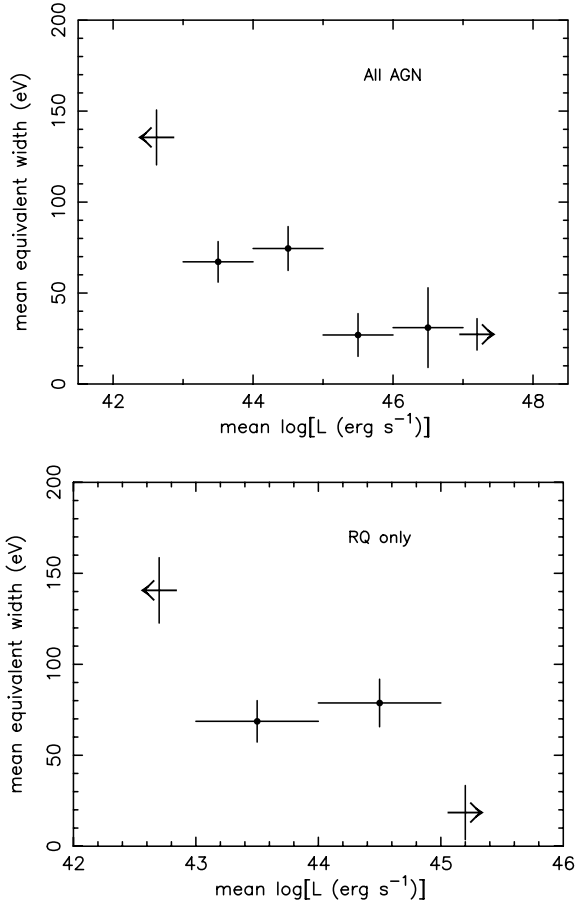 200
150
100
50
0
mean equivalent width (eV)
All AGN
42 44 46 48
mean log[L (erg s⁻¹)]
200
150
100
50
0
mean equivalent width (eV)
RQ only
42 43 44 45 46
mean log[L (erg s⁻¹)]